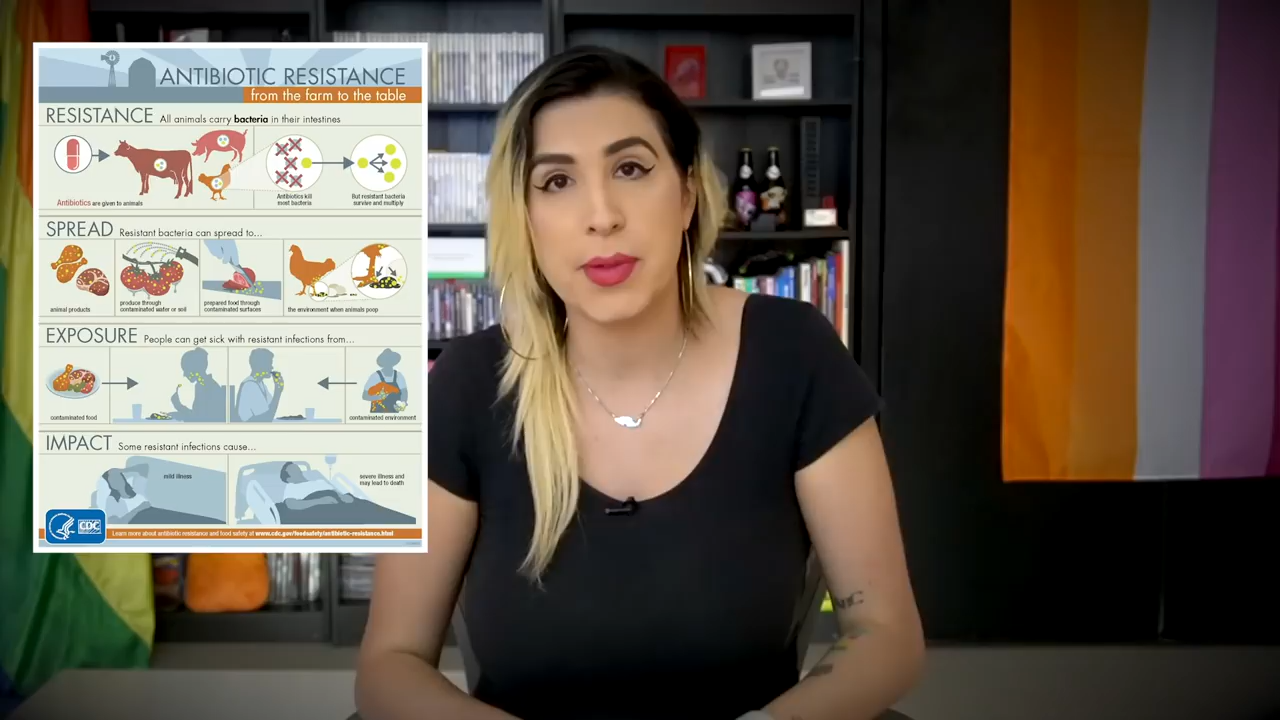 ANTIBIOTIC RESISTANCE
from the farm to the table
RESISTANCE All animals carry bacteria in their intestines
Antibiotics are given to animals
Antibiotics kill
most bacteria
But resistant bacteria
survive and multiply
SPREAD Resistant bacteria can spread to...
animal products
produce through
contaminated water or soil
prepared food through
contaminated surfaces
the environment when animals poop
EXPOSURE People can get sick with resistant infections from...
contaminated food
contaminated environment
IMPACT Some resistant infections cause...
mild illness
severe illness and
may lead to death
CDC
Learn more about antibiotic resistance and food safety at www.cdc.gov/foodsafety/antibiotic-resistance.html